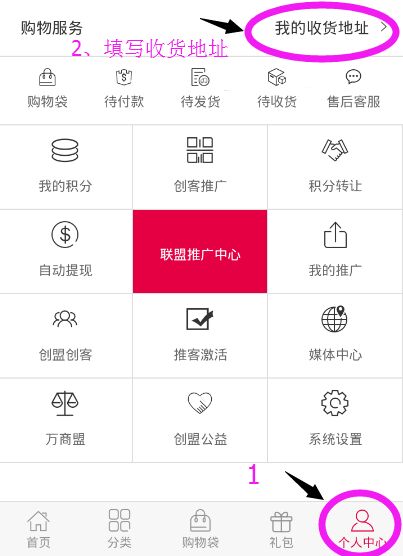 购物服务 我的收货地址 >
2、填写收货地址
购物袋 待付款 待发货 待收货 售后客服
我的积分 创客推广 积分转让
自动提现 联盟推广中心 我的推广
创盟创客 推客激活 媒体中心
万商盟 创盟公益 系统设置
1
首页 分类 购物袋 礼包 个人中心